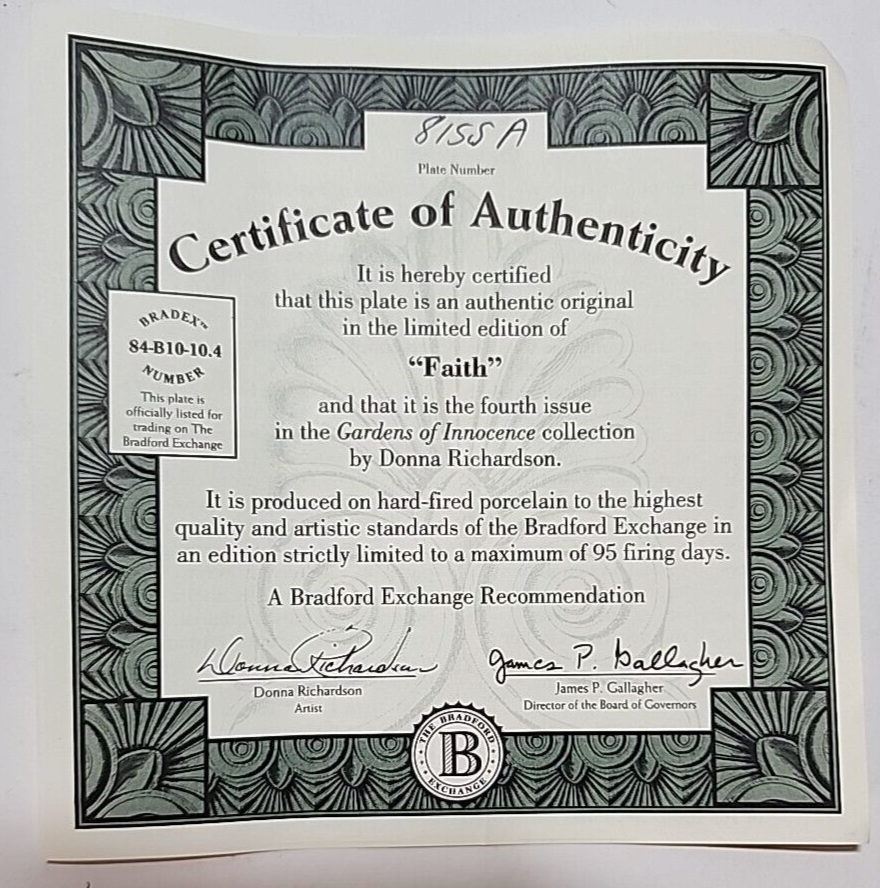 8155A
Plate Number
Certificate of Authenticity
It is hereby certified
that this plate is an authentic original
in the limited edition of
“Faith”
and that it is the fourth issue
in the Gardens of Innocence collection
by Donna Richardson.
It is produced on hard-fired porcelain to the highest
quality and artistic standards of the Bradford Exchange in
an edition strictly limited to a maximum of 95 firing days.
A Bradford Exchange Recommendation
BRADEX™
84-B10-10.4
NUMBER
This plate is
officially listed for
trading on The
Bradford Exchange
Donna Richardson
Donna Richardson
Artist
James P. Gallagher
James P. Gallagher
Director of the Board of Governors
THE BRADFORD
B
EXCHANGE